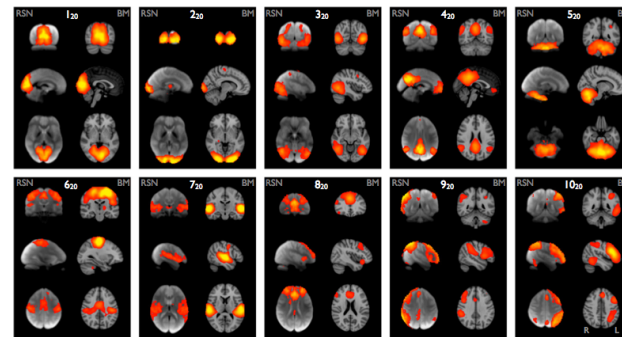 RSN 1₂₀ BM RSN 2₂₀ BM RSN 3₂₀ BM RSN 4₂₀ BM RSN 5₂₀ BM
RSN 6₂₀ BM RSN 7₂₀ BM RSN 8₂₀ BM RSN 9₂₀ BM RSN 10₂₀ BM
R L